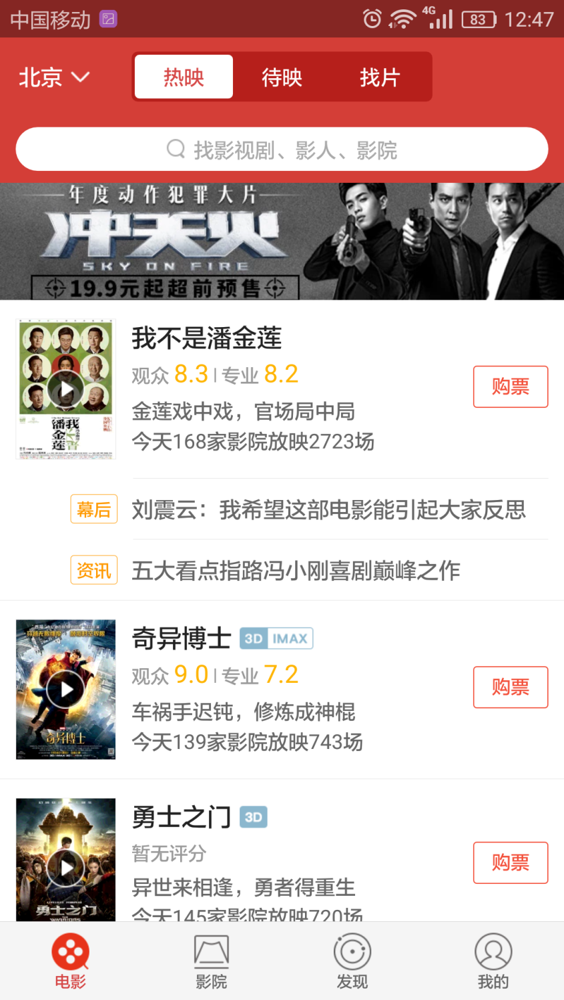 中国移动
4G
83
12:47
北京
热映
待映
找片
找影视剧、影人、影院
年度动作犯罪大片
冲天火
SKY ON FIRE
19.9元起超前预售
我不是潘金莲
观众 8.3 专业 8.2
购票
金莲戏中戏，官场局中局
今天168家影院放映2723场
幕后
刘震云：我希望这部电影能引起大家反思
资讯
五大看点指路冯小刚喜剧巅峰之作
奇异博士 3D IMAX
观众 9.0 专业 7.2
购票
车祸手迟钝，修炼成神棍
今天139家影院放映743场
奇异博士
勇士之门 3D
暂无评分
购票
异世来相逢，勇者得重生
今天145家影院放映720场
勇士之门
电影
影院
发现
我的